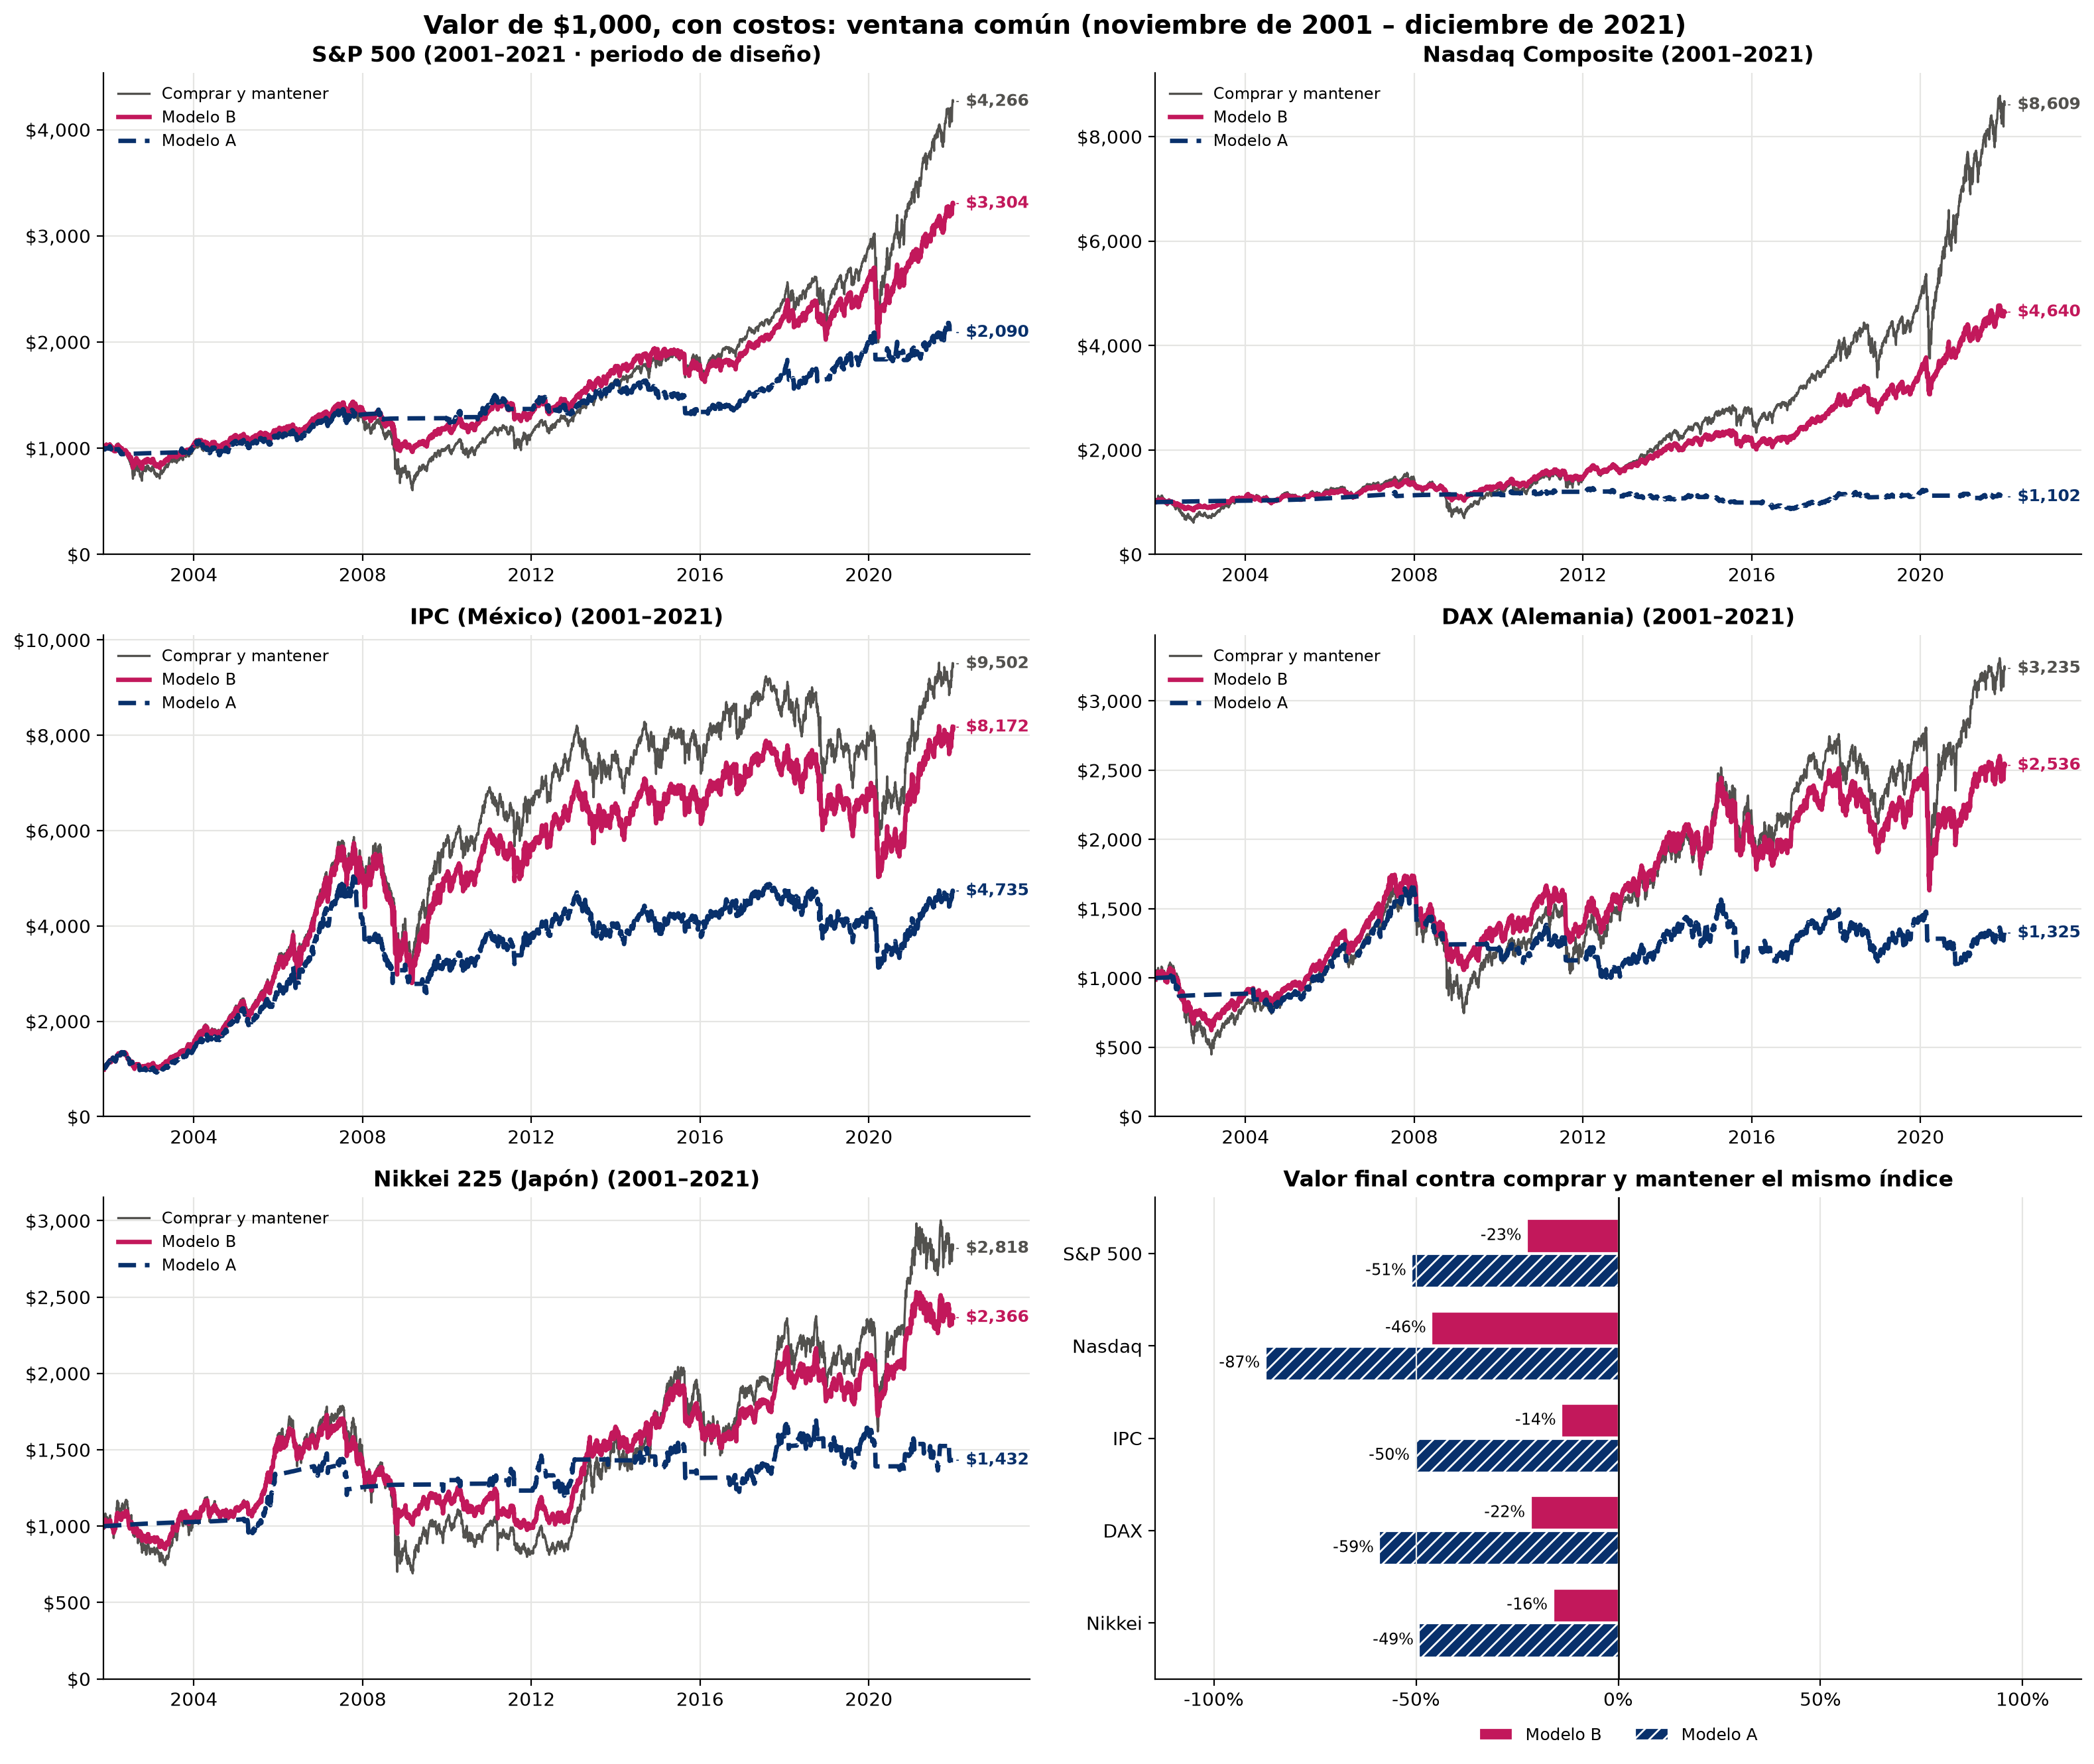 Valor de $1,000, con costos: ventana común (noviembre de 2001 – diciembre de 2021)
S&P 500 (2001–2021 · periodo de diseño)
Comprar y mantener
Modelo B
Modelo A
$4,266
$3,304
$2,090
$4,000
$3,000
$2,000
$1,000
$0
2004 2008 2012 2016 2020
Nasdaq Composite (2001–2021)
Comprar y mantener
Modelo B
Modelo A
$8,609
$4,640
$1,102
$8,000
$6,000
$4,000
$2,000
$0
2004 2008 2012 2016 2020
IPC (México) (2001–2021)
Comprar y mantener
Modelo B
Modelo A
$9,502
$8,172
$4,735
$10,000
$8,000
$6,000
$4,000
$2,000
$0
2004 2008 2012 2016 2020
DAX (Alemania) (2001–2021)
Comprar y mantener
Modelo B
Modelo A
$3,235
$2,536
$1,325
$3,000
$2,500
$2,000
$1,500
$1,000
$500
$0
2004 2008 2012 2016 2020
Nikkei 225 (Japón) (2001–2021)
Comprar y mantener
Modelo B
Modelo A
$2,818
$2,366
$1,432
$3,000
$2,500
$2,000
$1,500
$1,000
$500
$0
2004 2008 2012 2016 2020
Valor final contra comprar y mantener el mismo índice
S&P 500
-23%
-51%
Nasdaq
-46%
-87%
IPC
-14%
-50%
DAX
-22%
-59%
Nikkei
-16%
-49%
-100% -50% 0% 50% 100%
Modelo B Modelo A